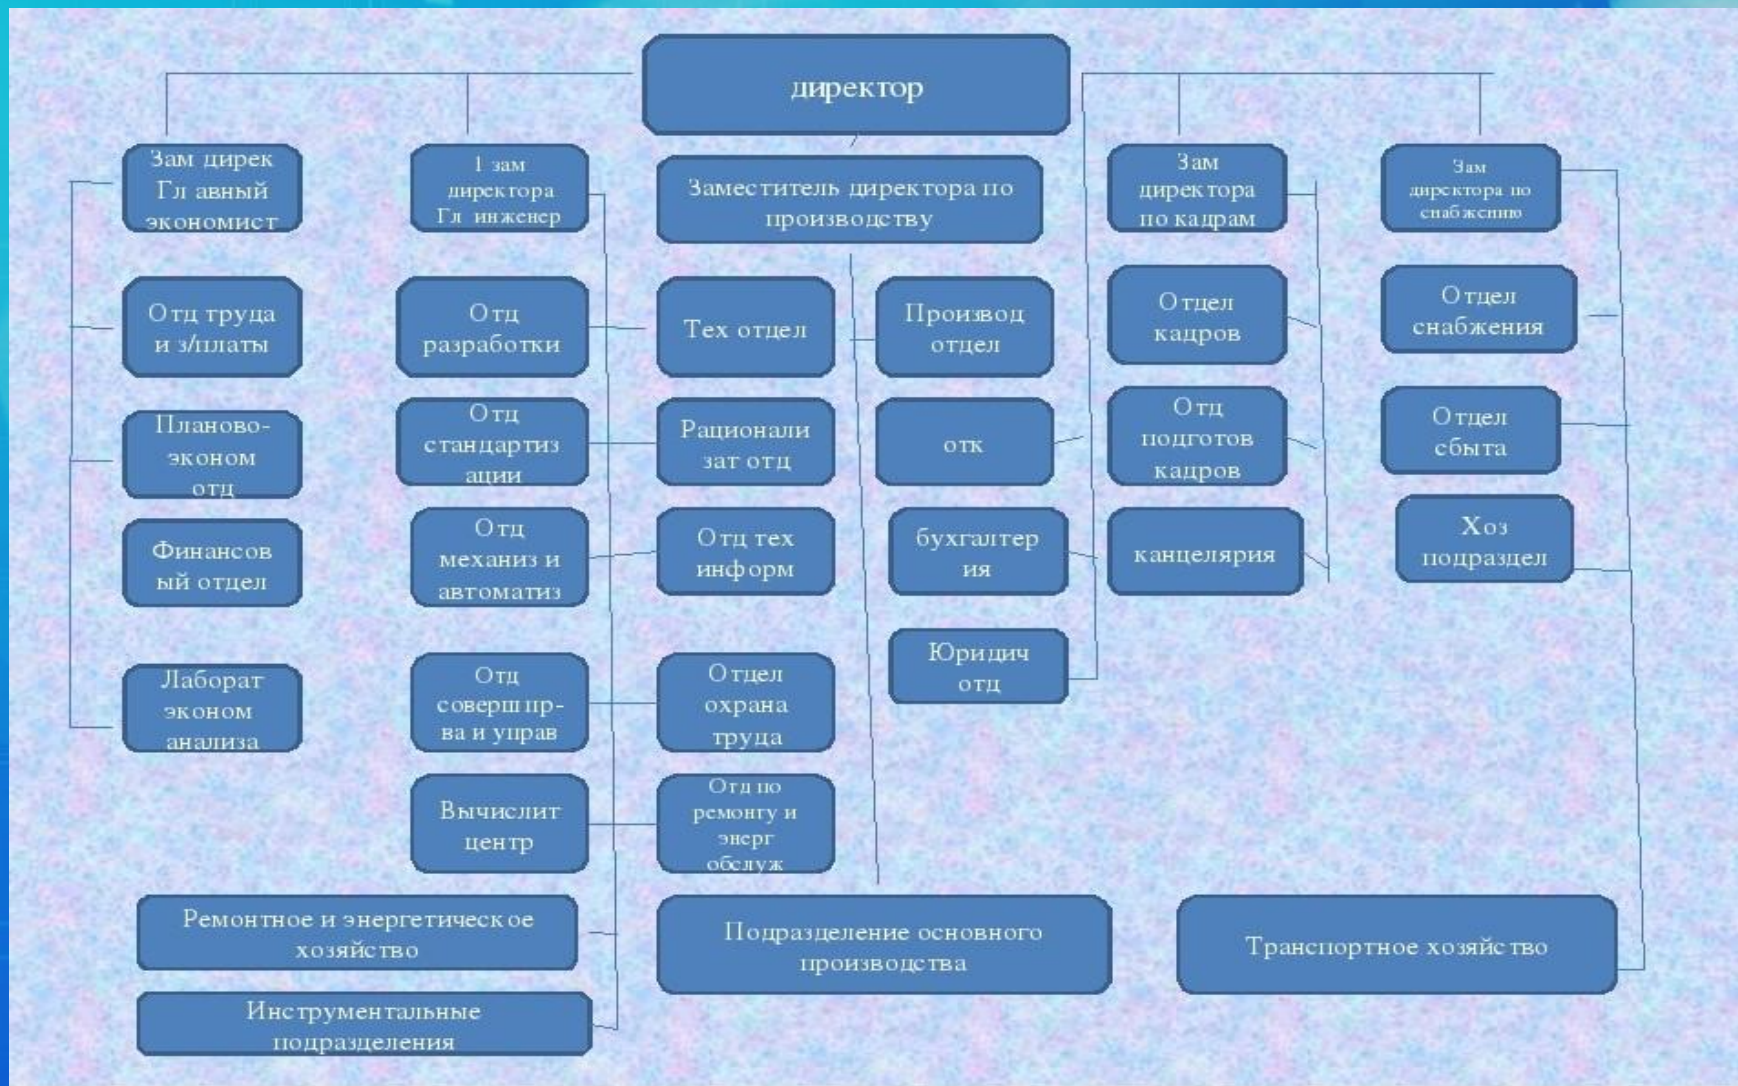 директор
Зам дирек
Гл авный
экономист
1 зам
директора
Гл инженер
Заместитель директора по
производству
Зам
директора
по кадрам
Зам
директора по
снабжению
Отд труда
и з/платы
Отд
разработки
Тех отдел
Производ
отдел
Отдел
кадров
Отдел
снабжения
Планово-
эконом
отд
Отд
стандартиз
ации
Рационали
зат отд
отк
Отд
подготов
кадров
Отдел
сбыта
Финансов
ый отдел
Отд
механиз и
автоматиз
Отд тех
информ
бухгалтер
ия
канцелярия
Хоз
подраздел
Лаборат
эконом
анализа
Отд
соверш пр-
ва и управ
Отдел
охрана
труда
Юридич
отд
Вычислит
центр
Отд по
ремонту и
энерг
обслуж
Ремонтное и энергетическое
хозяйство
Подразделение основного
производства
Транспортное хозяйство
Инструментальные
подразделения